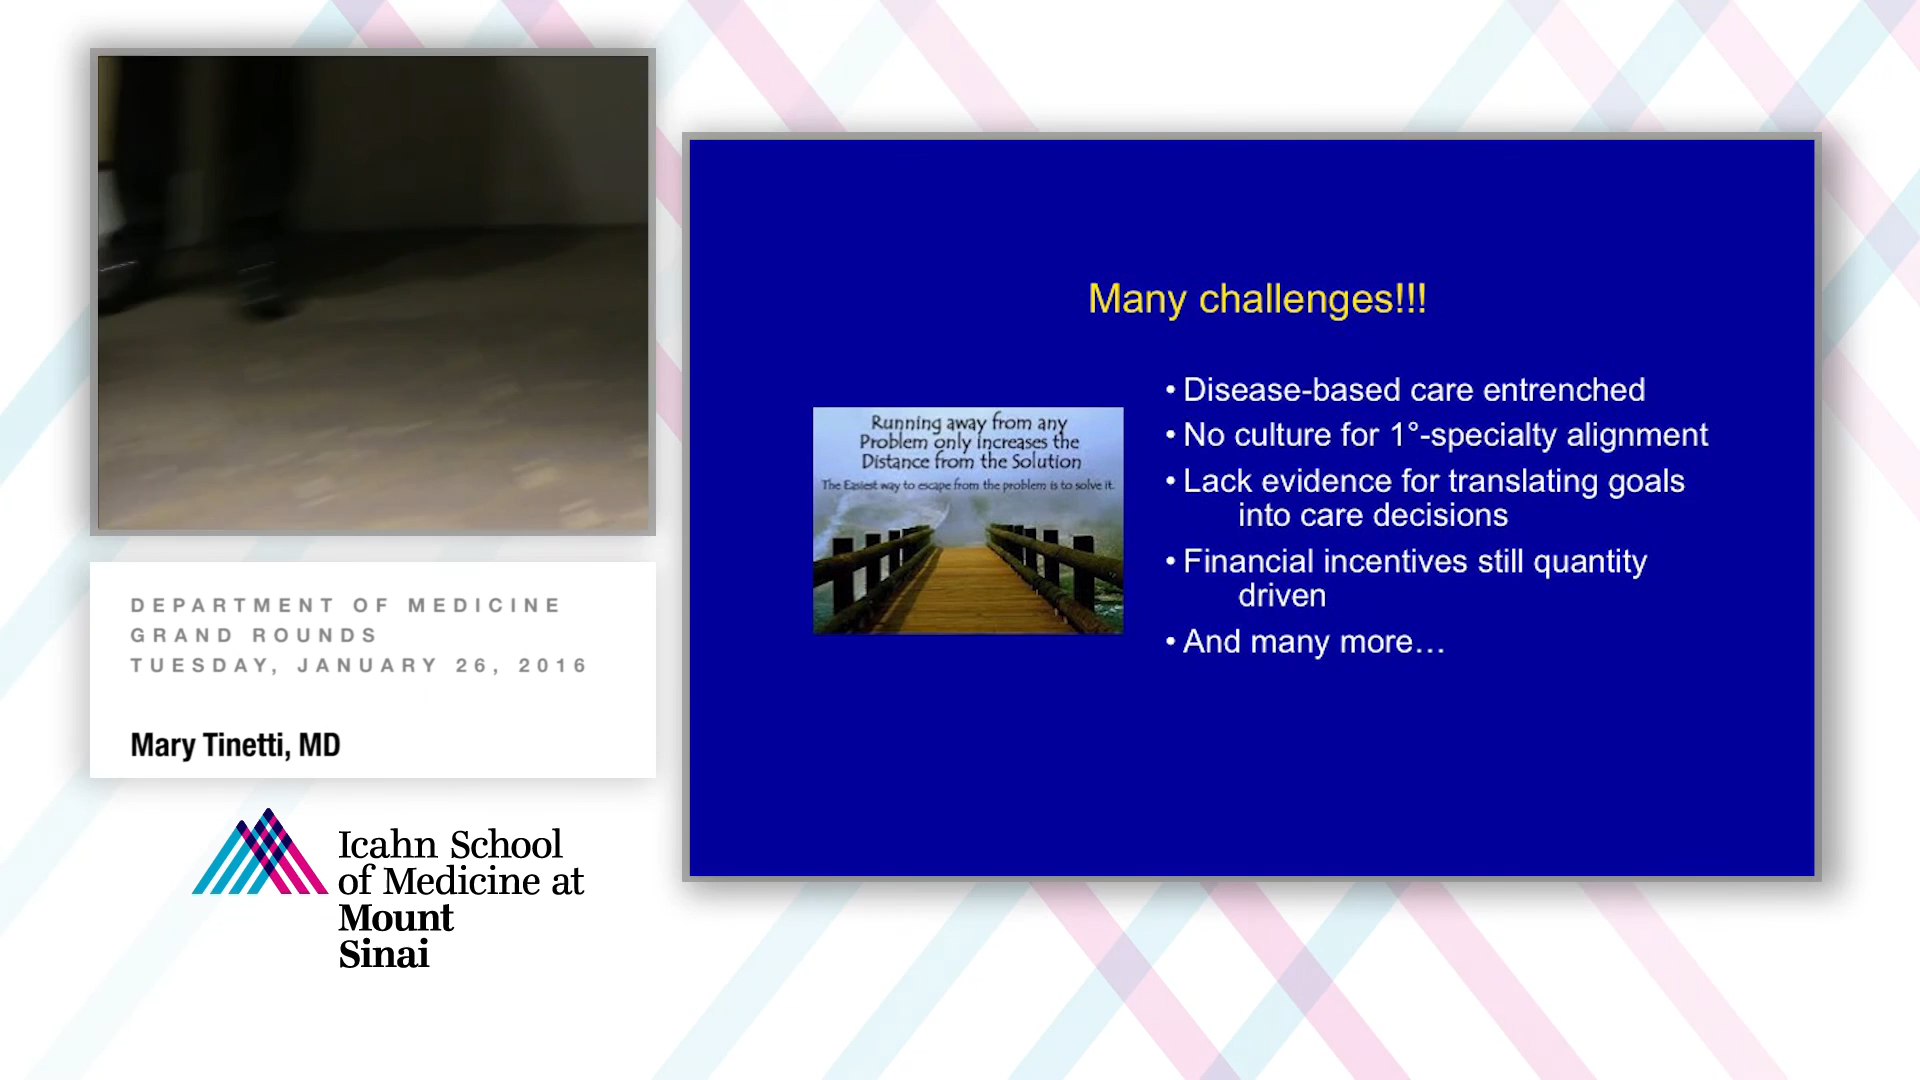 DEPARTMENT OF MEDICINE
GRAND ROUNDS
TUESDAY, JANUARY 26, 2016
Mary Tinetti, MD
Icahn School
of Medicine at
Mount
Sinai
Many challenges!!!
Running away from any
Problem only increases the
Distance from the Solution
The Easiest way to escape from the problem is to solve it.
• Disease-based care entrenched
• No culture for 1°-specialty alignment
• Lack evidence for translating goals
into care decisions
• Financial incentives still quantity
driven
• And many more…